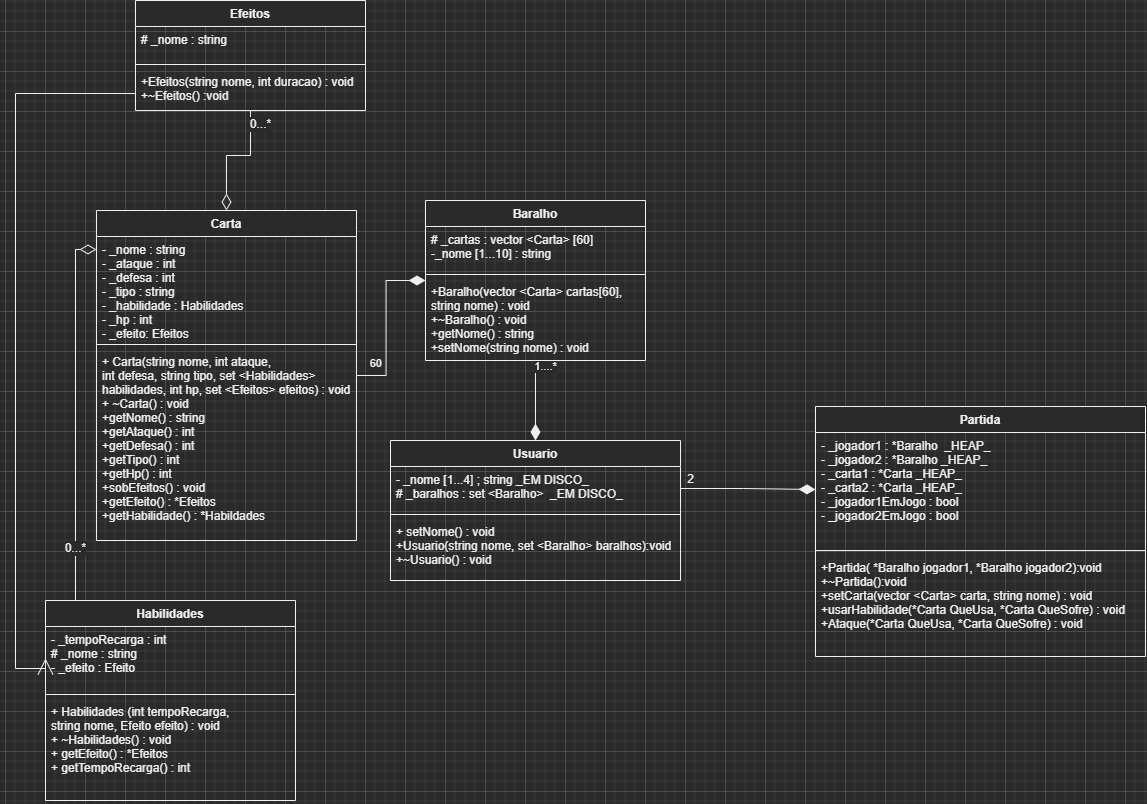 Efeitos
# _nome : string
+Efeitos(string nome, int duracao) : void
+~Efeitos() :void
0...*
Carta
- _nome : string
- _ataque : int
- _defesa : int
- _tipo : string
- _habilidade : Habilidades
- _hp : int
- _efeito: Efeitos
+ Carta(string nome, int ataque,
int defesa, string tipo, set <Habilidades>
habilidades, int hp, set <Efeitos> efeitos) : void
+ ~Carta() : void
+getNome() : string
+getAtaque() : int
+getDefesa() : int
+getTipo() : int
+getHp() : int
+sobEfeitos() : void
+getEfeito() : *Efeitos
+getHabilidade() : *Habildades
60
0...*
Baralho
# _cartas : vector <Carta> [60]
-_nome [1...10] : string
+Baralho(vector <Carta> cartas[60],
string nome) : void
+~Baralho() : void
+getNome() : string
+setNome(string nome) : void
1....*
Usuario
- _nome [1...4] ; string _EM DISCO_
# _baralhos : set <Baralho>  _EM DISCO_
+ setNome() : void
+Usuario(string nome, set <Baralho> baralhos):void
+~Usuario() : void
2
Partida
- _jogador1 : *Baralho  _HEAP_
- _jogador2 : *Baralho _HEAP_
- _carta1 : *Carta _HEAP_
- _carta2 : *Carta _HEAP_
- _jogador1EmJogo : bool
- _jogador2EmJogo : bool
+Partida( *Baralho jogador1, *Baralho jogador2):void
+~Partida():void
+setCarta(vector <Carta> carta, string nome) : void
+usarHabilidade(*Carta QueUsa, *Carta QueSofre) : void
+Ataque(*Carta QueUsa, *Carta QueSofre) : void
Habilidades
- _tempoRecarga : int
# _nome : string
- _efeito : Efeito
+ Habilidades (int tempoRecarga,
string nome, Efeito efeito) : void
+ ~Habilidades() : void
+ getEfeito() : *Efeitos
+ getTempoRecarga() : int